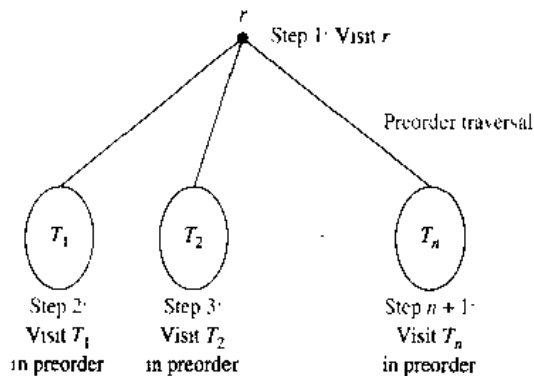 r
Step 1: Visit r
Preorder traversal
T₁
T₂
Tₙ
Step 2:
Visit T₁
in preorder
Step 3:
Visit T₂
in preorder
Step n + 1:
Visit Tₙ
in preorder